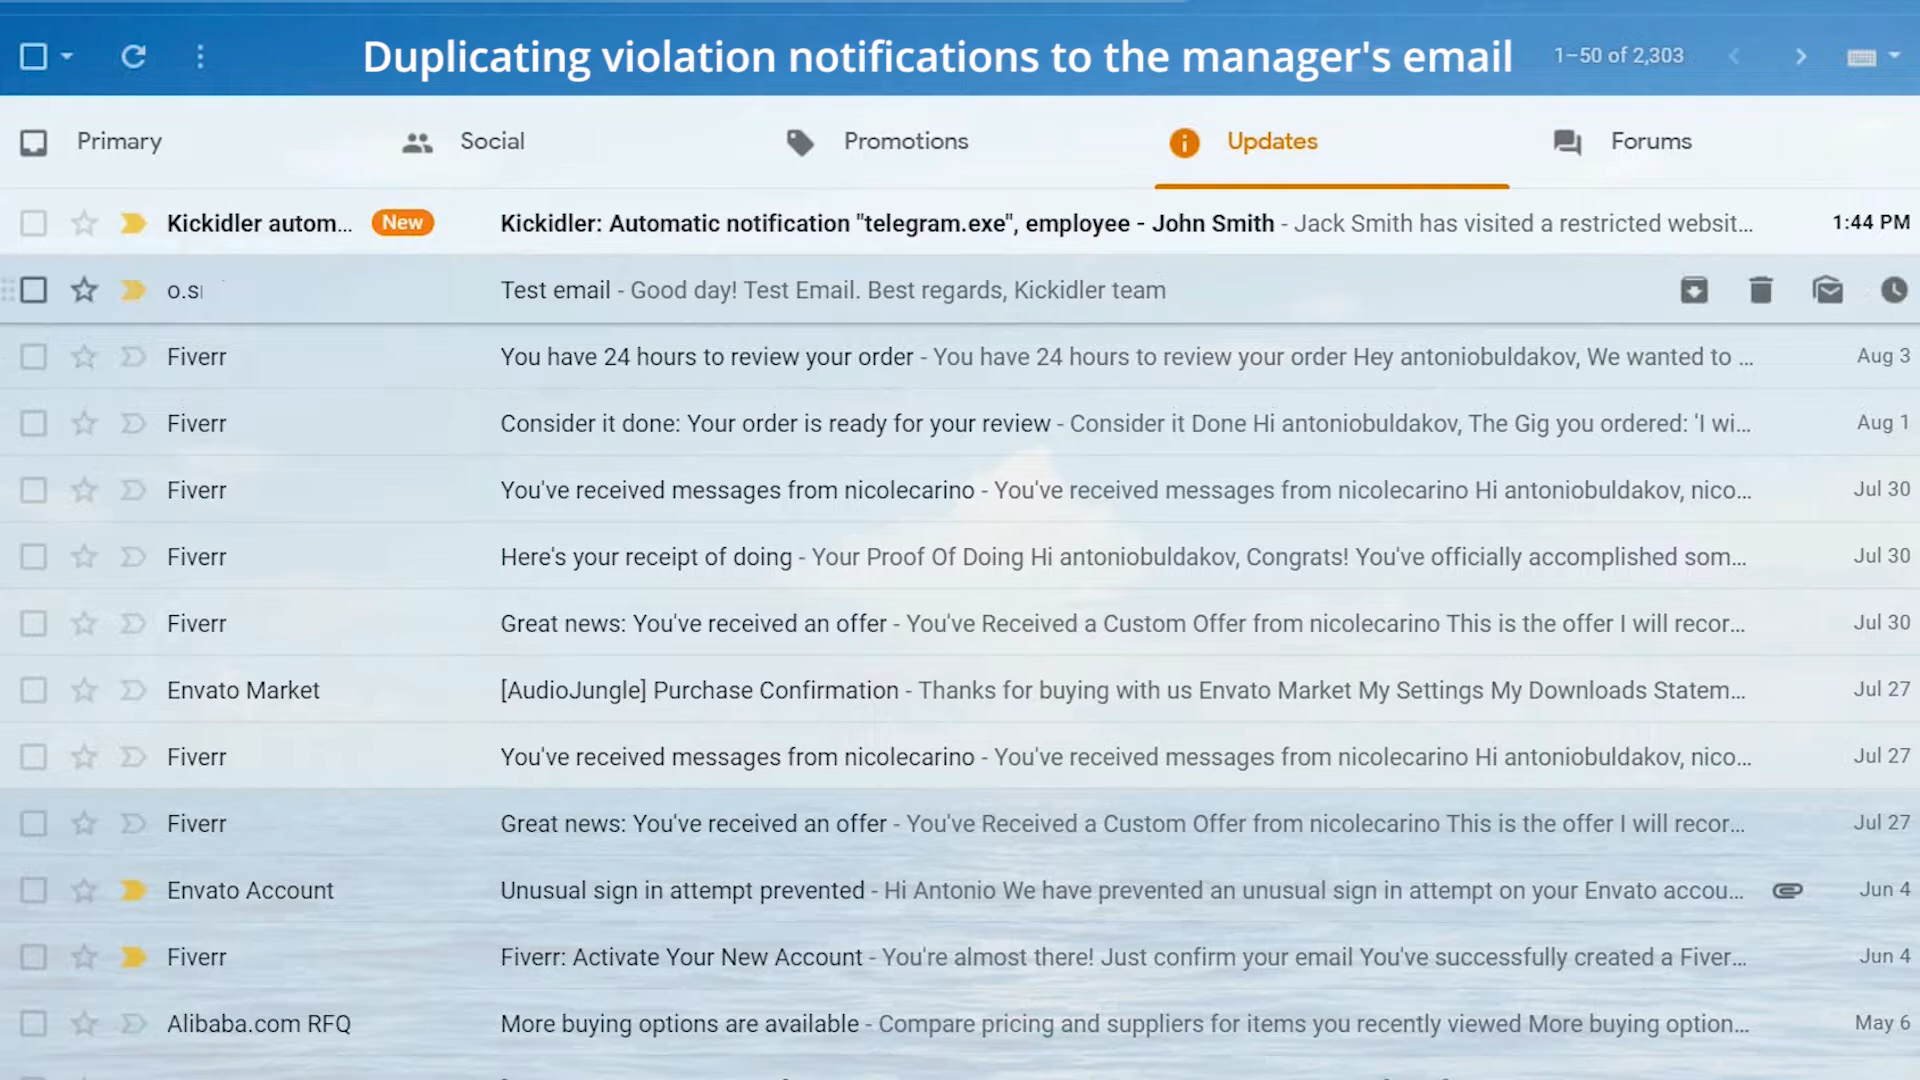 Duplicating violation notifications to the manager's email
1–50 of 2,303
Primary Social Promotions Updates Forums
Kickidler autom... New Kickidler: Automatic notification "telegram.exe", employee - John Smith - Jack Smith has visited a restricted websit... 1:44 PM
Test email - Good day! Test Email. Best regards, Kickidler team
Fiverr You have 24 hours to review your order - You have 24 hours to review your order Hey antoniobuldakov, We wanted to ... Aug 3
Fiverr Consider it done: Your order is ready for your review - Consider it Done Hi antoniobuldakov, The Gig you ordered: 'I wi... Aug 1
Fiverr You've received messages from nicolecarino - You've received messages from nicolecarino Hi antoniobuldakov, nico... Jul 30
Fiverr Here's your receipt of doing - Your Proof Of Doing Hi antoniobuldakov, Congrats! You've officially accomplished som... Jul 30
Fiverr Great news: You've received an offer - You've Received a Custom Offer from nicolecarino This is the offer I will recor... Jul 30
Envato Market [AudioJungle] Purchase Confirmation - Thanks for buying with us Envato Market My Settings My Downloads Statem... Jul 27
Fiverr You've received messages from nicolecarino - You've received messages from nicolecarino Hi antoniobuldakov, nico... Jul 27
Fiverr Great news: You've received an offer - You've Received a Custom Offer from nicolecarino This is the offer I will recor... Jul 27
Envato Account Unusual sign in attempt prevented - Hi Antonio We have prevented an unusual sign in attempt on your Envato accou... Jun 4
Fiverr Fiverr: Activate Your New Account - You're almost there! Just confirm your email You've successfully created a Fiver... Jun 4
Alibaba.com RFQ More buying options are available - Compare pricing and suppliers for items you recently viewed More buying option... May 6